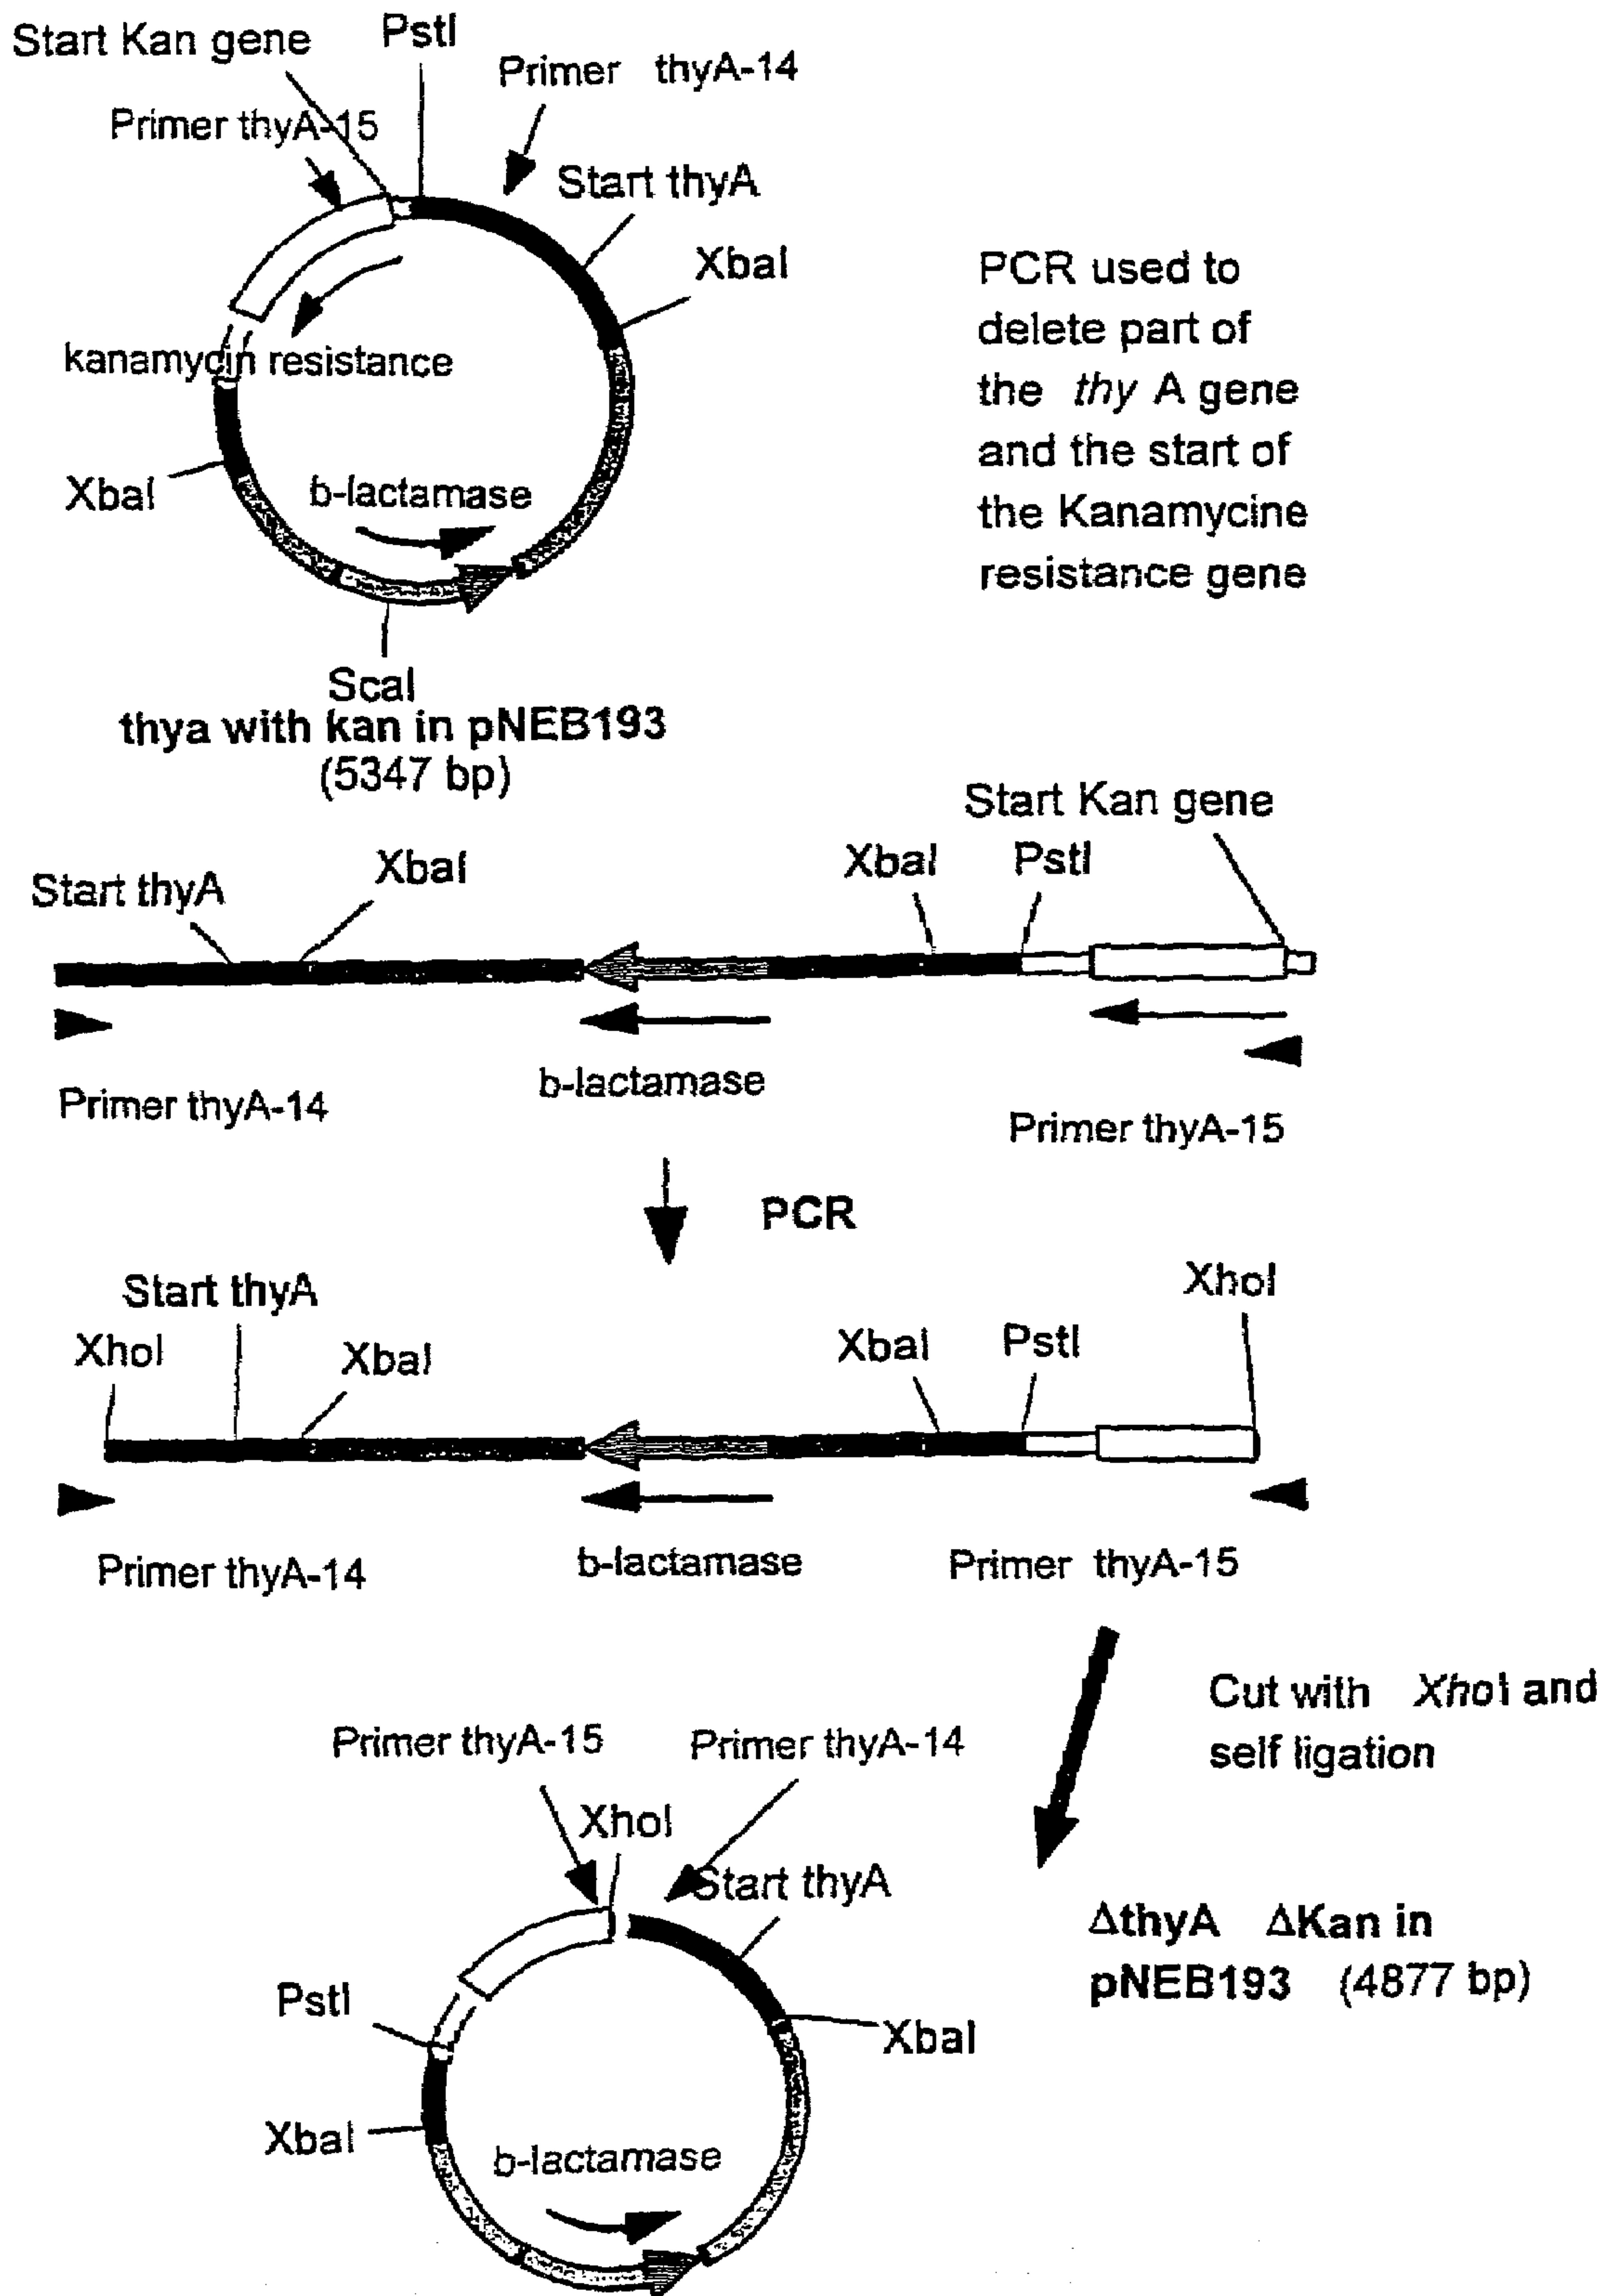 Start Kan gene
PstI
Primer thyA-14
Primer thyA-15
Start thyA
XbaI
kanamycin resistance
XbaI
b-lactamase
ScaI
thya with kan in pNEB193
(5347 bp)
PCR used to
delete part of
the thy A gene
and the start of
the Kanamycine
resistance gene
Start Kan gene
XbaI
PstI
Start thyA
XbaI
b-lactamase
Primer thyA-14
Primer thyA-15
PCR
XhoI
Start thyA
XhoI
XbaI
XbaI
PstI
Primer thyA-14
b-lactamase
Primer thyA-15
Cut with XhoI and
self ligation
Primer thyA-15
Primer thyA-14
XhoI
Start thyA
ΔthyA ΔKan in
pNEB193 (4877 bp)
PstI
XbaI
XbaI
b-lactamase